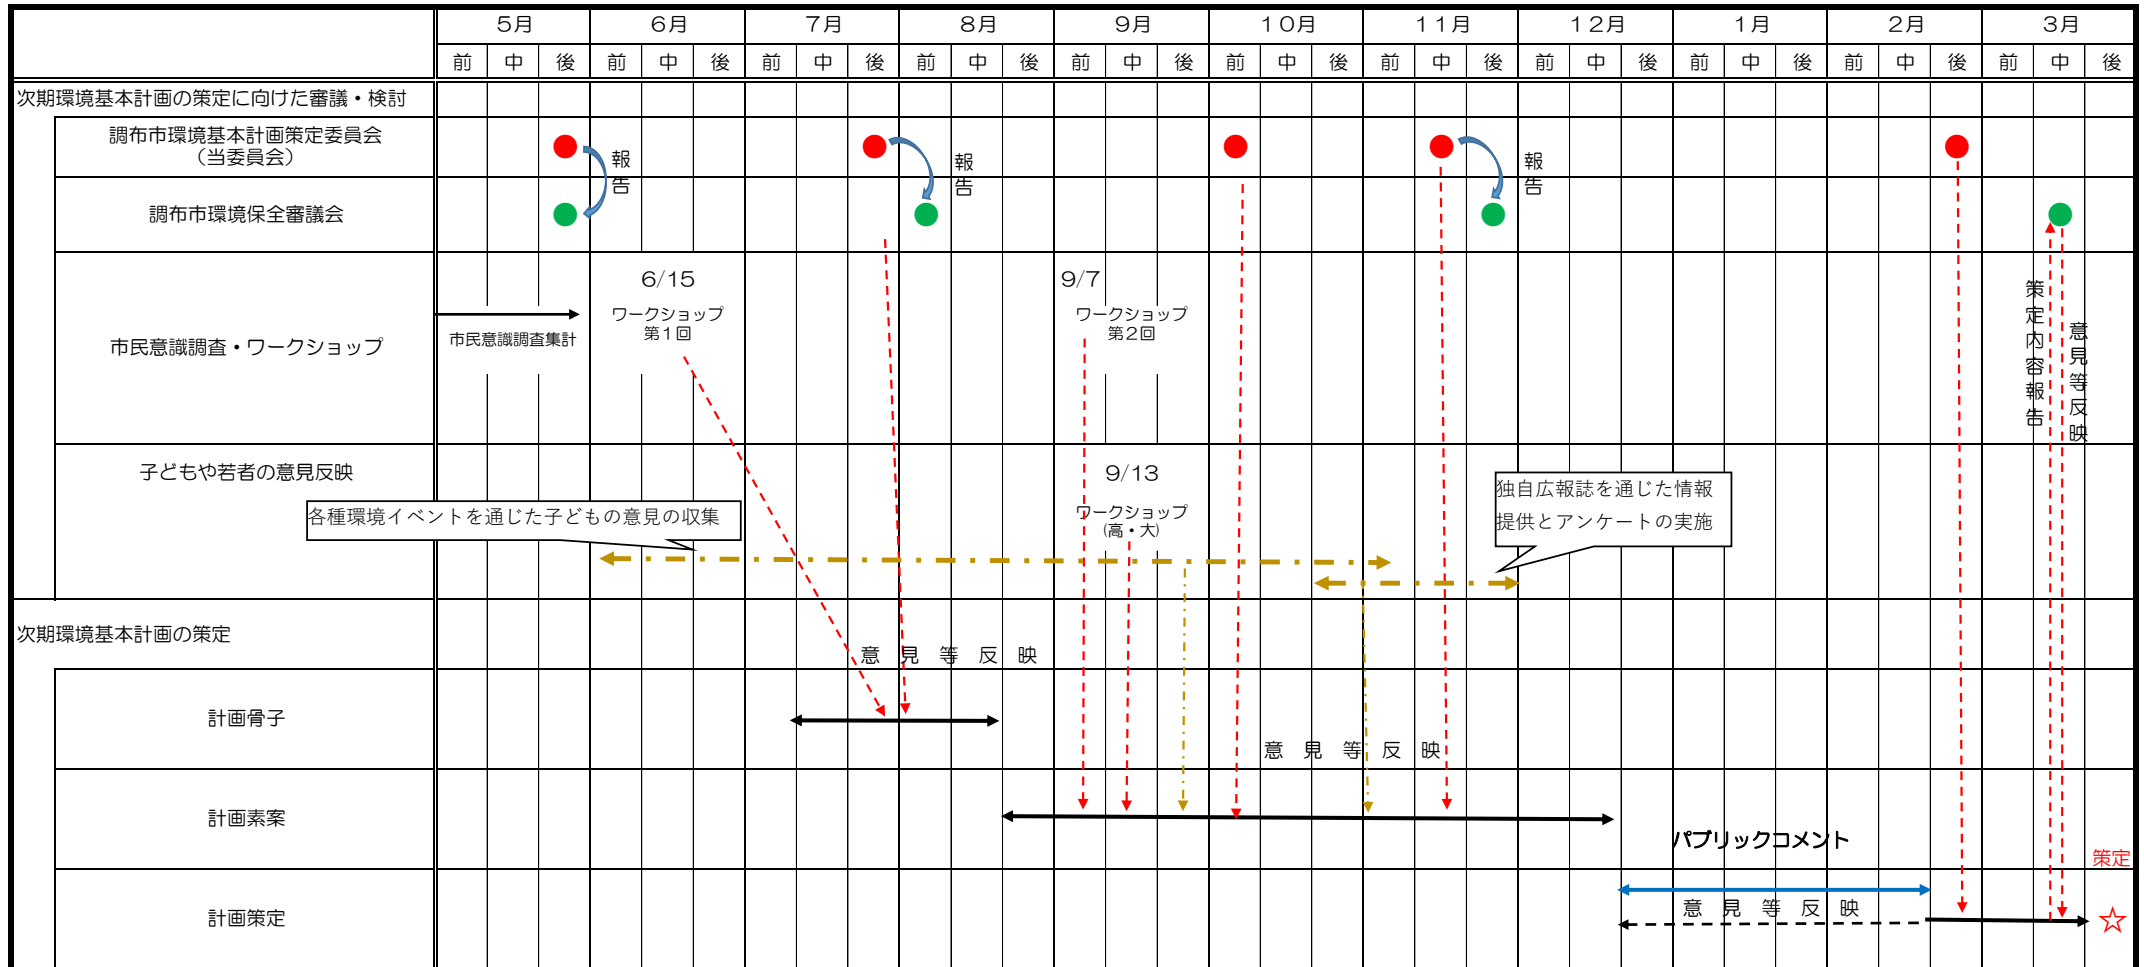 5月 6月 7月 8月 9月 10月 11月 12月 1月 2月 3月
前 中 後 前 中 後 前 中 後 前 中 後 前 中 後 前 中 後 前 中 後 前 中 後 前 中 後 前 中 後 前 中 後
次期環境基本計画の策定に向けた審議・検討
調布市環境基本計画策定委員会
（当委員会）
報告
報告
報告
調布市環境保全審議会
市民意識調査・ワークショップ
市民意識調査集計
6/15
ワークショップ
第1回
9/7
ワークショップ
第2回
策定内容報告
意見等反映
子どもや若者の意見反映
各種環境イベントを通じた子どもの意見の収集
9/13
ワークショップ
(高・大)
独自広報誌を通じた情報
提供とアンケートの実施
次期環境基本計画の策定
意見等反映
計画骨子
意見等反映
計画素案
パブリックコメント
策定
計画策定
意見等反映
☆